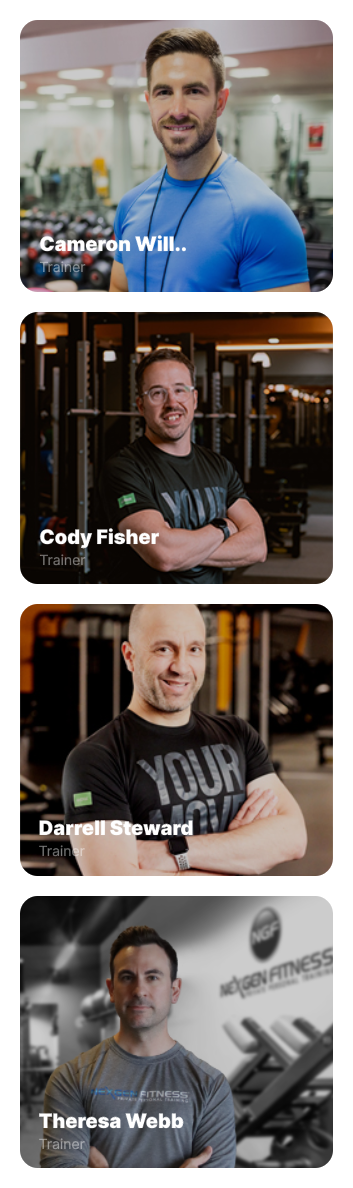 Cameron Will..
Trainer
YOUR
Cody Fisher
Trainer
YOUR
MOVE
Darrell Steward
Trainer
NGF
NEXGEN FITNESS
FITNESS
Theresa Webb
Trainer